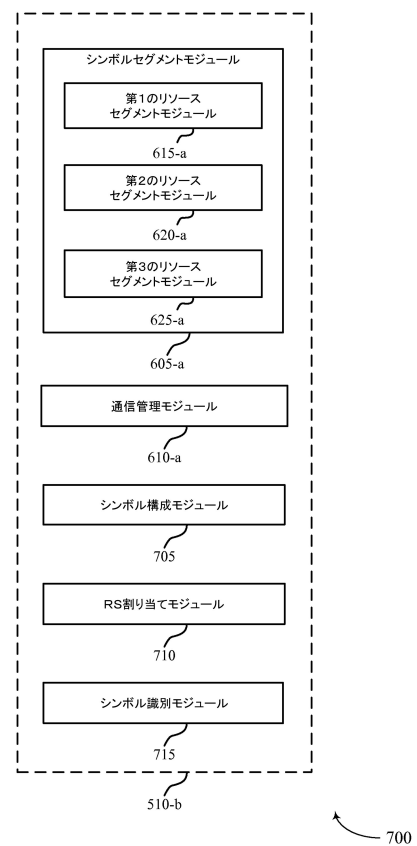 シンボルセグメントモジュール
第1のリソース
セグメントモジュール
615-a
第2のリソース
セグメントモジュール
620-a
第3のリソース
セグメントモジュール
625-a
605-a
通信管理モジュール
610-a
シンボル構成モジュール
705
RS割り当てモジュール
710
シンボル識別モジュール
715
510-b
700